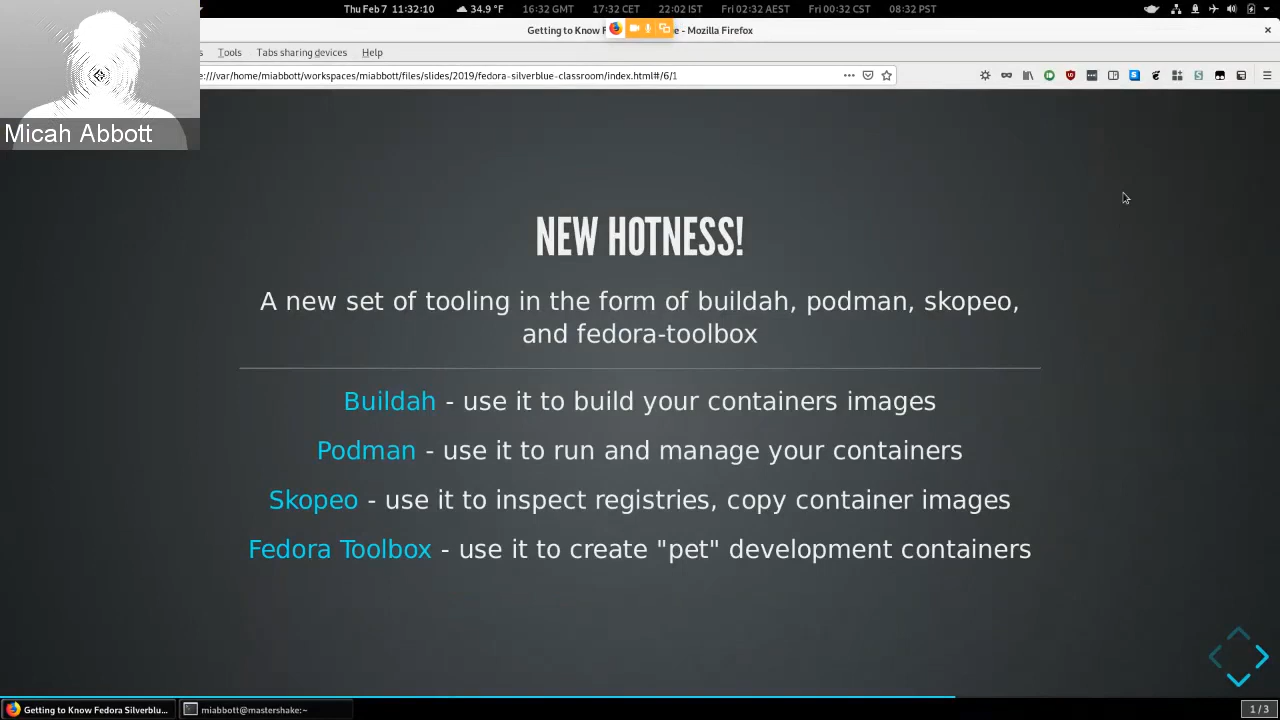 Thu Feb 7 11:32:10 34.9 °F 16:32 GMT 17:32 CET 22:02 IST Fri 02:32 AEST Fri 00:32 CST 08:32 PST
Getting to Know F e - Mozilla Firefox
s Tools Tabs sharing devices Help
e:///var/home/miabbott/workspaces/miabbott/files/slides/2019/fedora-silverblue-classroom/index.html#/6/1
Micah Abbott
NEW HOTNESS!
A new set of tooling in the form of buildah, podman, skopeo,
and fedora-toolbox
Buildah - use it to build your containers images
Podman - use it to run and manage your containers
Skopeo - use it to inspect registries, copy container images
Fedora Toolbox - use it to create "pet" development containers
Getting to Know Fedora Silverblu... miabbott@mastershake:~ 1 / 3